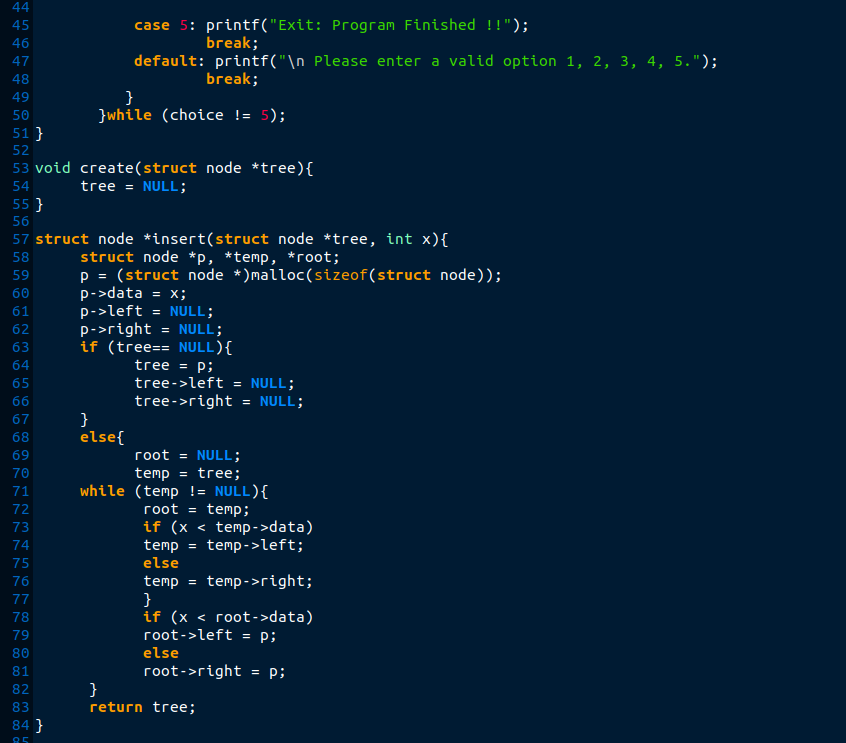 44
45 case 5: printf("Exit: Program Finished !!");
46 break;
47 default: printf("\n Please enter a valid option 1, 2, 3, 4, 5.");
48 break;
49 }
50 }while (choice != 5);
51 }
52
53 void create(struct node *tree){
54 tree = NULL;
55 }
56
57 struct node *insert(struct node *tree, int x){
58 struct node *p, *temp, *root;
59 p = (struct node *)malloc(sizeof(struct node));
60 p->data = x;
61 p->left = NULL;
62 p->right = NULL;
63 if (tree== NULL){
64 tree = p;
65 tree->left = NULL;
66 tree->right = NULL;
67 }
68 else{
69 root = NULL;
70 temp = tree;
71 while (temp != NULL){
72 root = temp;
73 if (x < temp->data)
74 temp = temp->left;
75 else
76 temp = temp->right;
77 }
78 if (x < root->data)
79 root->left = p;
80 else
81 root->right = p;
82 }
83 return tree;
84 }
85